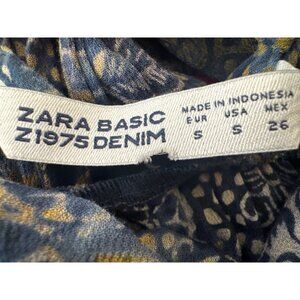 ZARA BASIC
Z1975 DENIM
MADE IN INDONESIA
EUR USA MEX
S S 26